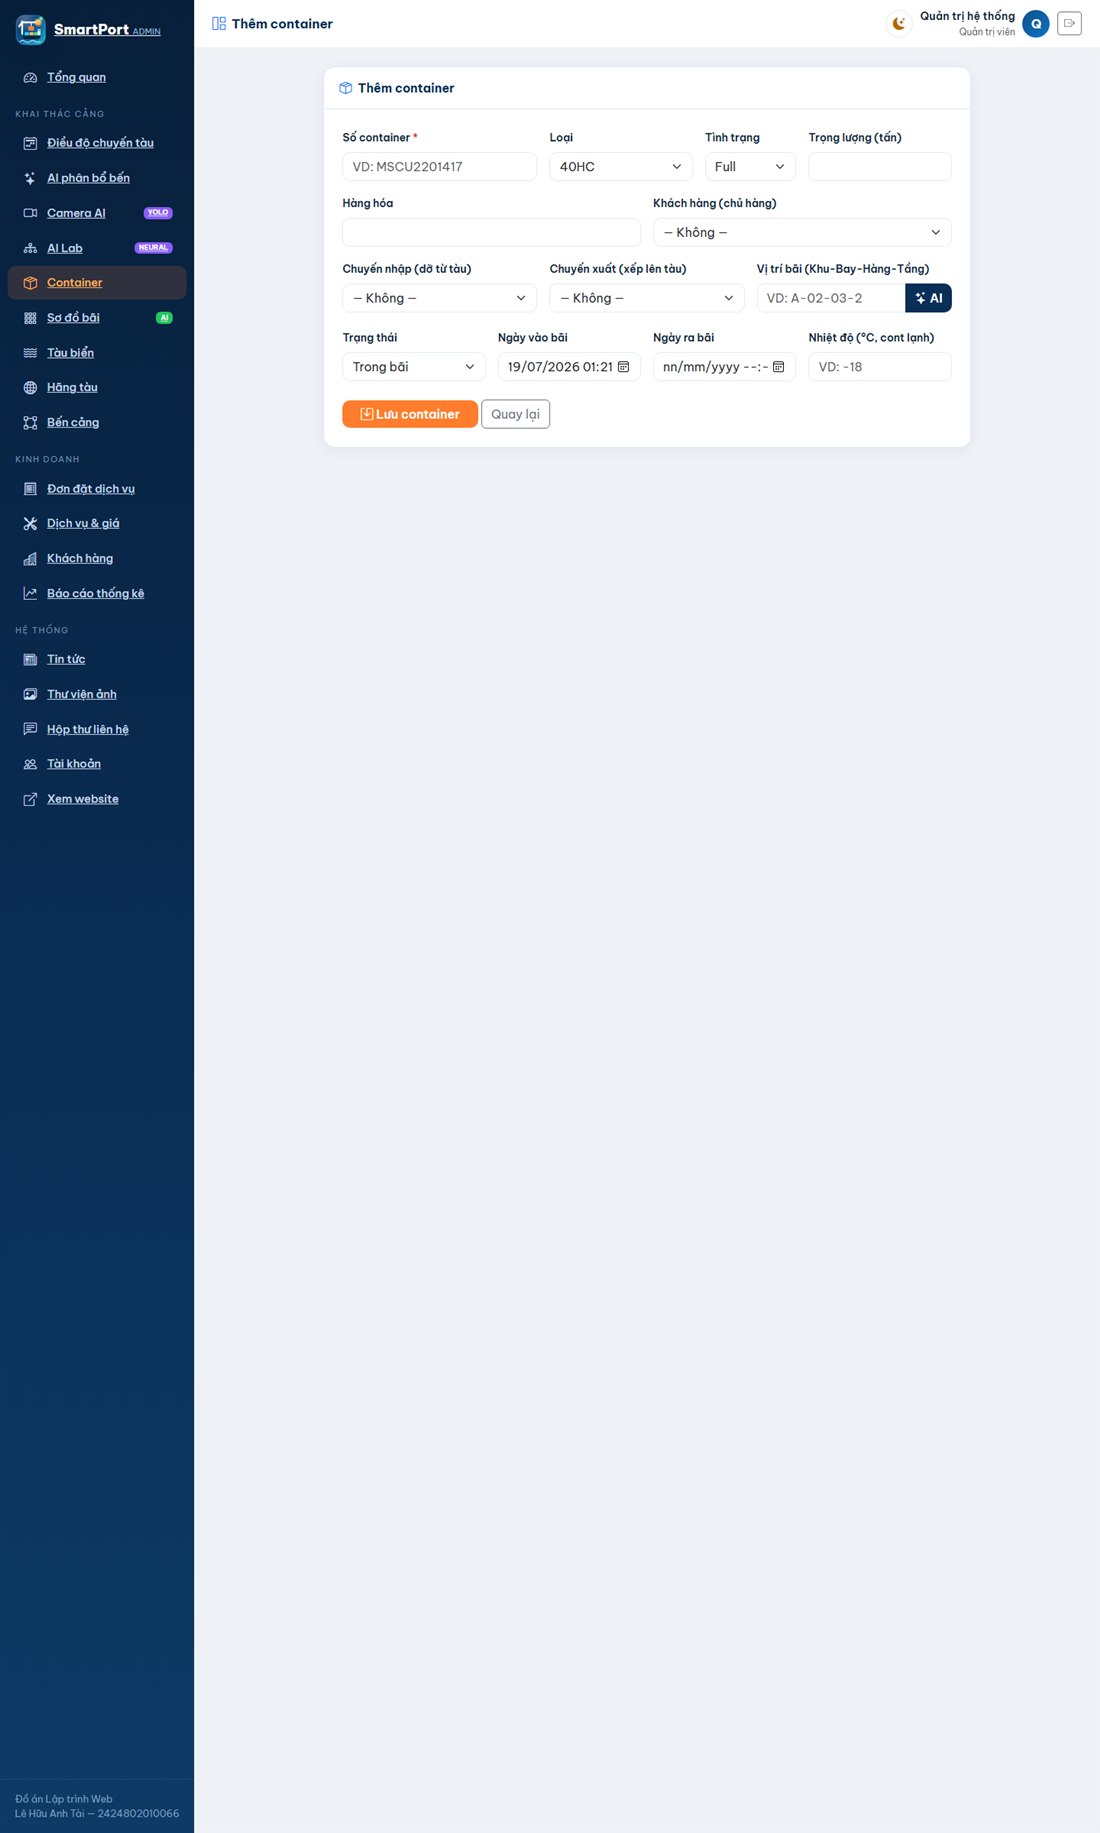 SmartPort ADMIN
Tổng quan
KHAI THÁC CẢNG
Điều độ chuyến tàu
AI phân bổ bến
Camera AI YOLO
AI Lab NEURAL
Container
Sơ đồ bãi AI
Tàu biển
Hãng tàu
Bến cảng
KINH DOANH
Đơn đặt dịch vụ
Dịch vụ & giá
Khách hàng
Báo cáo thống kê
HỆ THỐNG
Tin tức
Thư viện ảnh
Hộp thư liên hệ
Tài khoản
Xem website
Đồ án Lập trình Web
Lê Hữu Anh Tài — 2424802010066
Thêm container
Quản trị hệ thống
Quản trị viên
Q
Thêm container
Số container * Loại Tình trạng Trọng lượng (tấn)
VD: MSCU2201417 40HC Full
Hàng hóa Khách hàng (chủ hàng)
— Không —
Chuyến nhập (dỡ từ tàu) Chuyến xuất (xếp lên tàu) Vị trí bãi (Khu-Bay-Hàng-Tầng)
— Không — — Không — VD: A-02-03-2 AI
Trạng thái Ngày vào bãi Ngày ra bãi Nhiệt độ (°C, cont lạnh)
Trong bãi 19/07/2026 01:21 nn/mm/yyyy --:- VD: -18
Lưu container Quay lại